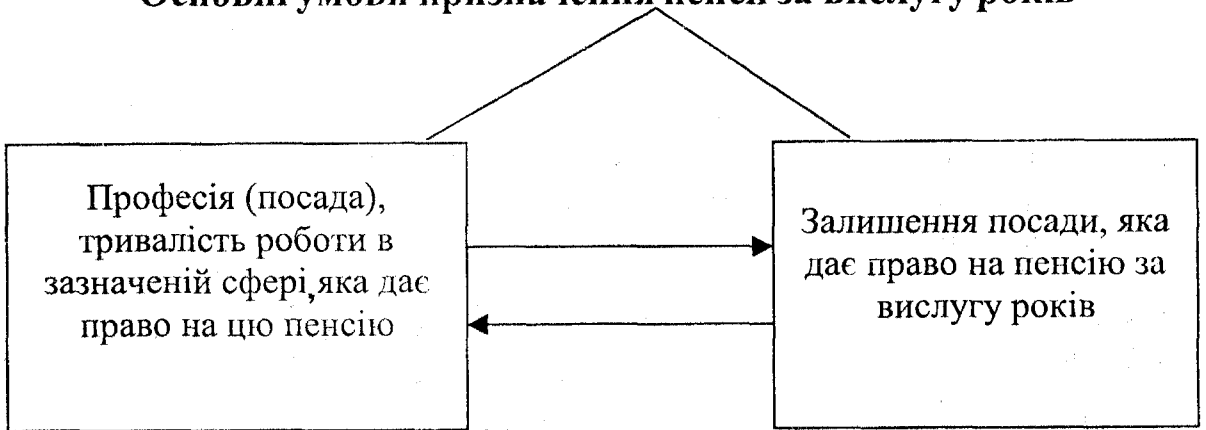 Основні умови призначення пенсії за вислугу років
Професія (посада),
тривалість роботи в
зазначеній сфері,яка дає
право на цю пенсію
Залишення посади, яка
дає право на пенсію за
вислугу років